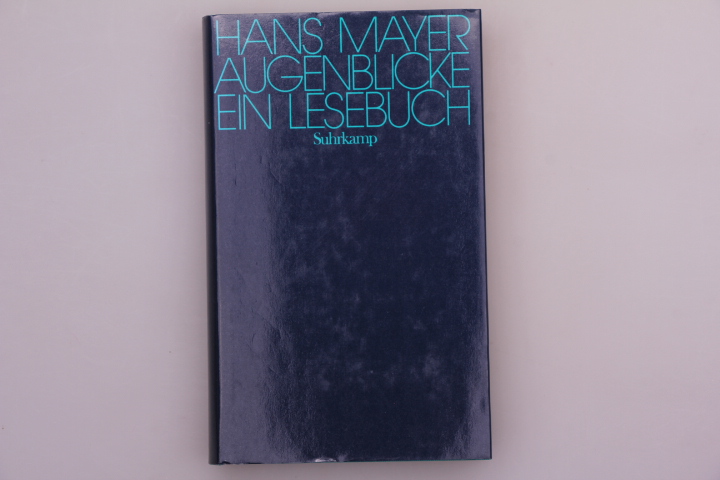 HANS MAYER
AUGENBLICKE
EIN LESEBUCH
Suhrkamp